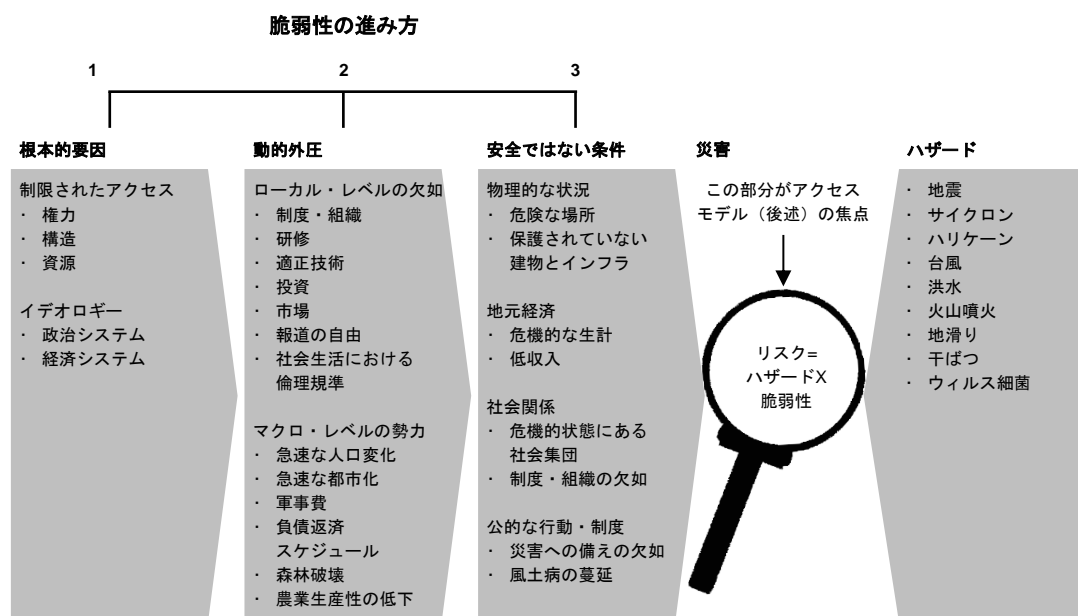 脆弱性の進み方
1
2
3
根本的要因
制限されたアクセス
・ 権力
・ 構造
・ 資源
イデオロギー
・ 政治システム
・ 経済システム
動的外圧
ローカル・レベルの欠如
・ 制度・組織
・ 研修
・ 適正技術
・ 投資
・ 市場
・ 報道の自由
・ 社会生活における
倫理規準
マクロ・レベルの勢力
・ 急速な人口変化
・ 急速な都市化
・ 軍事費
・ 負債返済
スケジュール
・ 森林破壊
・ 農業生産性の低下
安全ではない条件
物理的な状況
・ 危険な場所
・ 保護されていない
建物とインフラ
地元経済
・ 危機的な生計
・ 低収入
社会関係
・ 危機的状態にある
社会集団
・ 制度・組織の欠如
公的な行動・制度
・ 災害への備えの欠如
・ 風土病の蔓延
災害
この部分がアクセス
モデル（後述）の焦点
リスク=
ハザードX
脆弱性
ハザード
・ 地震
・ サイクロン
・ ハリケーン
・ 台風
・ 洪水
・ 火山噴火
・ 地滑り
・ 干ばつ
・ ウィルス細菌